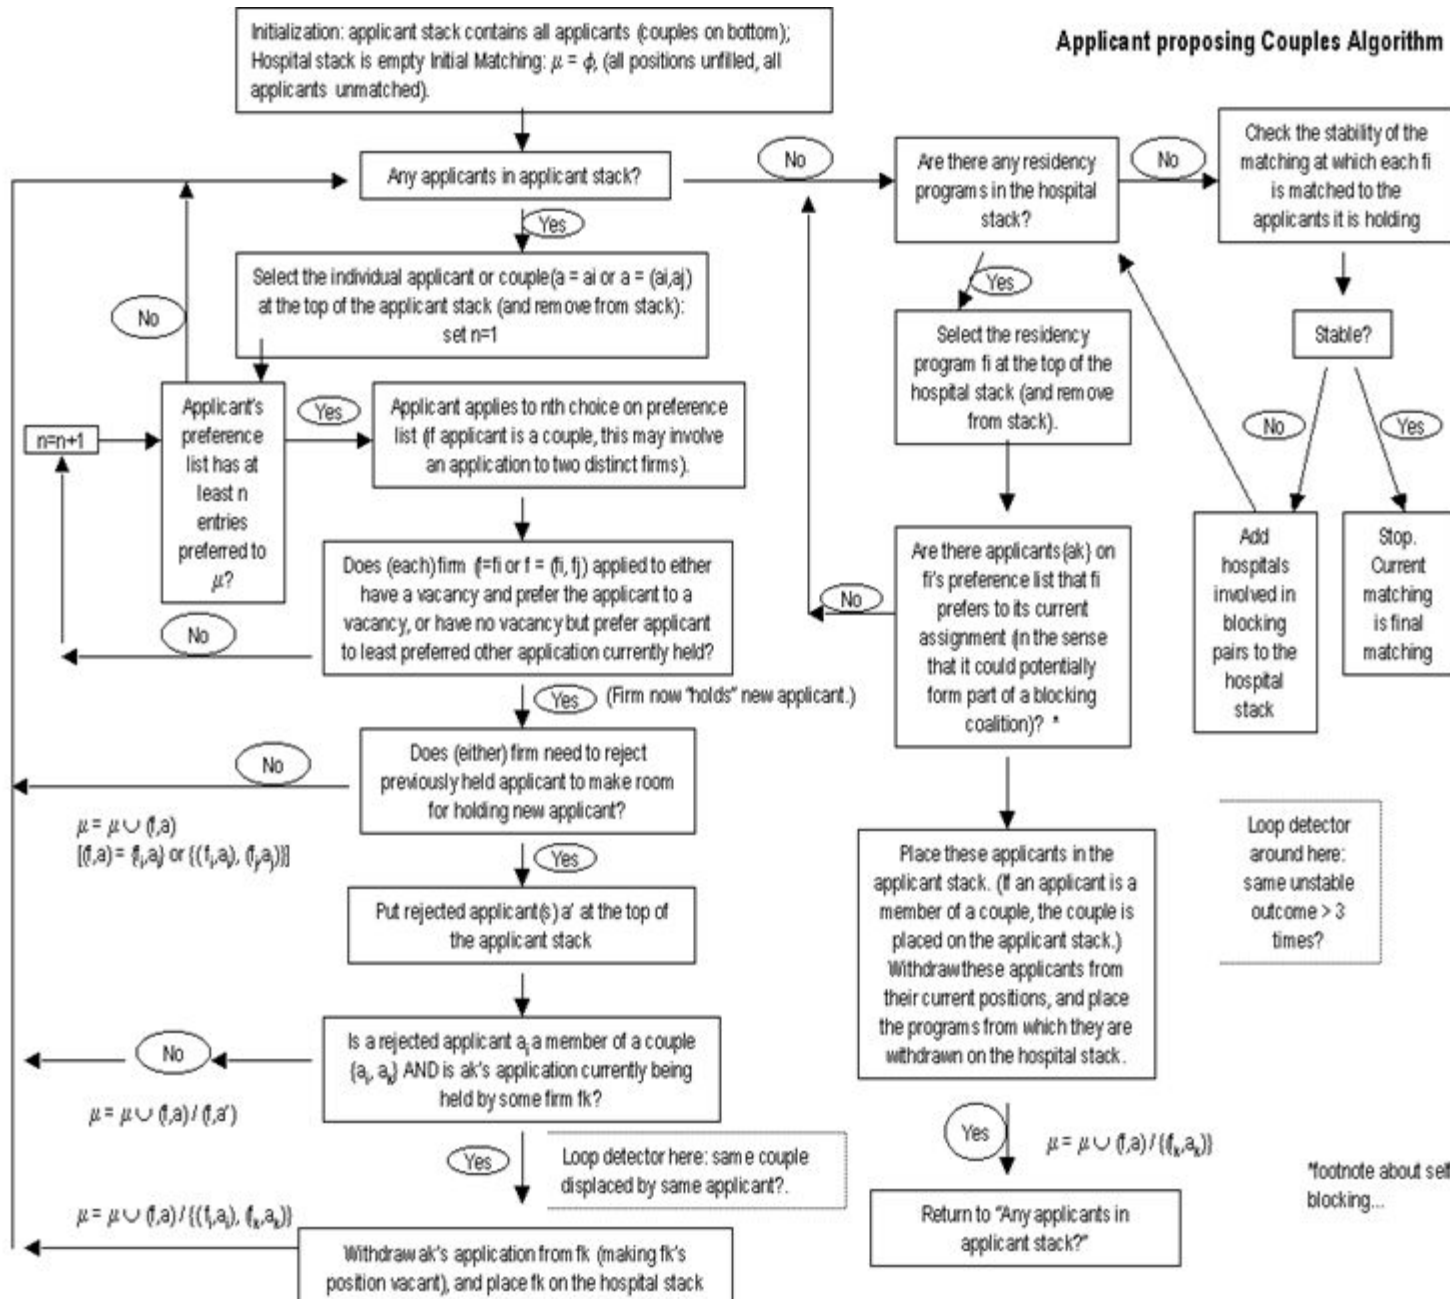 Applicant proposing Couples Algorithm
Initialization: applicant stack contains all applicants (couples on bottom);
Hospital stack is empty Initial Matching: μ = ϕ, (all positions unfilled, all
applicants unmatched).
Any applicants in applicant stack?
No
Are there any residency
programs in the hospital
stack?
No
Check the stability of the
matching at which each fi
is matched to the
applicants it is holding
Yes
Select the individual applicant or couple(a = ai or a = (ai,aj)
at the top of the applicant stack (and remove from stack):
set n=1
No
n=n+1
Applicant's
preference
list has at
least n
entries
preferred to
μ?
Yes
Applicant applies to nth choice on preference
list (if applicant is a couple, this may involve
an application to two distinct firms).
Does (each) firm (f=fi or f = (fi, fj) applied to either
have a vacancy and prefer the applicant to a
vacancy, or have no vacancy but prefer applicant
to least preferred other application currently held?
No
Yes
(Firm now "holds" new applicant.)
Does (either) firm need to reject
previously held applicant to make room
for holding new applicant?
No
μ = μ ∪ (f,a)
[(f,a) = {fi,ai} or {(fi,ai), (fj,aj)}]
Yes
Put rejected applicant(s) a' at the top of
the applicant stack
Is a rejected applicant ai a member of a couple
{ai, ak} AND is ak's application currently being
held by some firm fk?
No
μ = μ ∪ (f,a) / (f,a')
Yes
Loop detector here: same couple
displaced by same applicant?.
μ = μ ∪ (f,a) / {(fi,ai), (fk,ak)}
Withdraw ak's application from fk (making fk's
position vacant), and place fk on the hospital stack
Yes
Select the residency
program fi at the top of the
hospital stack (and remove
from stack).
Are there applicants{ak} on
fi's preference list that fi
prefers to its current
assignment (in the sense
that it could potentially
form part of a blocking
coalition)? *
No
Place these applicants in the
applicant stack. (If an applicant is a
member of a couple, the couple is
placed on the applicant stack.)
Withdraw these applicants from
their current positions, and place
the programs from which they are
withdrawn on the hospital stack.
Yes
μ = μ ∪ (f,a) / {(fk,ak)}
Return to "Any applicants in
applicant stack?"
Stable?
No
Yes
Add
hospitals
involved in
blocking
pairs to the
hospital
stack
Stop.
Current
matching
is final
matching
Loop detector
around here:
same unstable
outcome > 3
times?
*footnote about self
blocking...